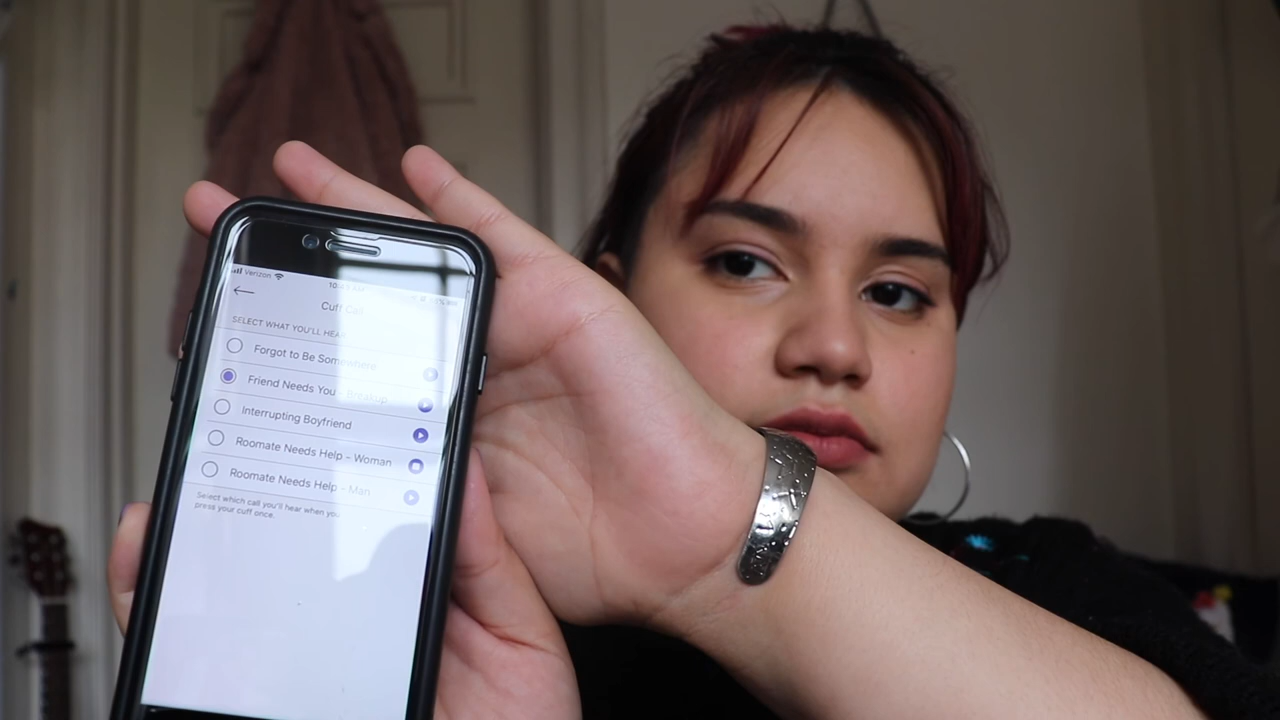 Verizon
Cuff Call
SELECT WHAT YOU'LL HEAR
Forgot to Be Somewhere
Friend Needs You - Breakup
Interrupting Boyfriend
Roomate Needs Help - Woman
Roomate Needs Help - Man
Select which call you'll hear when you
press your cuff once.